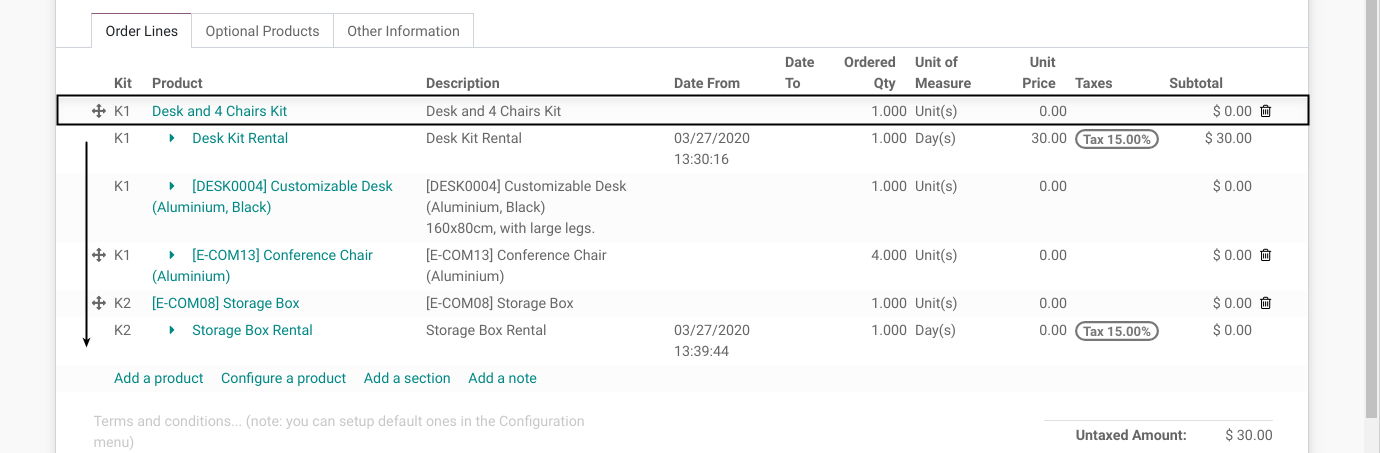 Order Lines Optional Products Other Information
Date Ordered Unit of Unit
Kit Product Description Date From To Qty Measure Price Taxes Subtotal
K1 Desk and 4 Chairs Kit Desk and 4 Chairs Kit 1.000 Unit(s) 0.00 $ 0.00
K1 Desk Kit Rental Desk Kit Rental 03/27/2020 1.000 Day(s) 30.00 Tax 15.00% $ 30.00
13:30:16
K1 [DESK0004] Customizable Desk [DESK0004] Customizable Desk 1.000 Unit(s) 0.00 $ 0.00
(Aluminium, Black) (Aluminium, Black)
160x80cm, with large legs.
K1 [E-COM13] Conference Chair [E-COM13] Conference Chair 4.000 Unit(s) 0.00 $ 0.00
(Aluminium) (Aluminium)
K2 [E-COM08] Storage Box [E-COM08] Storage Box 1.000 Unit(s) 0.00 $ 0.00
K2 Storage Box Rental Storage Box Rental 03/27/2020 1.000 Day(s) 0.00 Tax 15.00% $ 0.00
13:39:44
Add a product Configure a product Add a section Add a note
Terms and conditions... (note: you can setup default ones in the Configuration
menu)
Untaxed Amount: $ 30.00